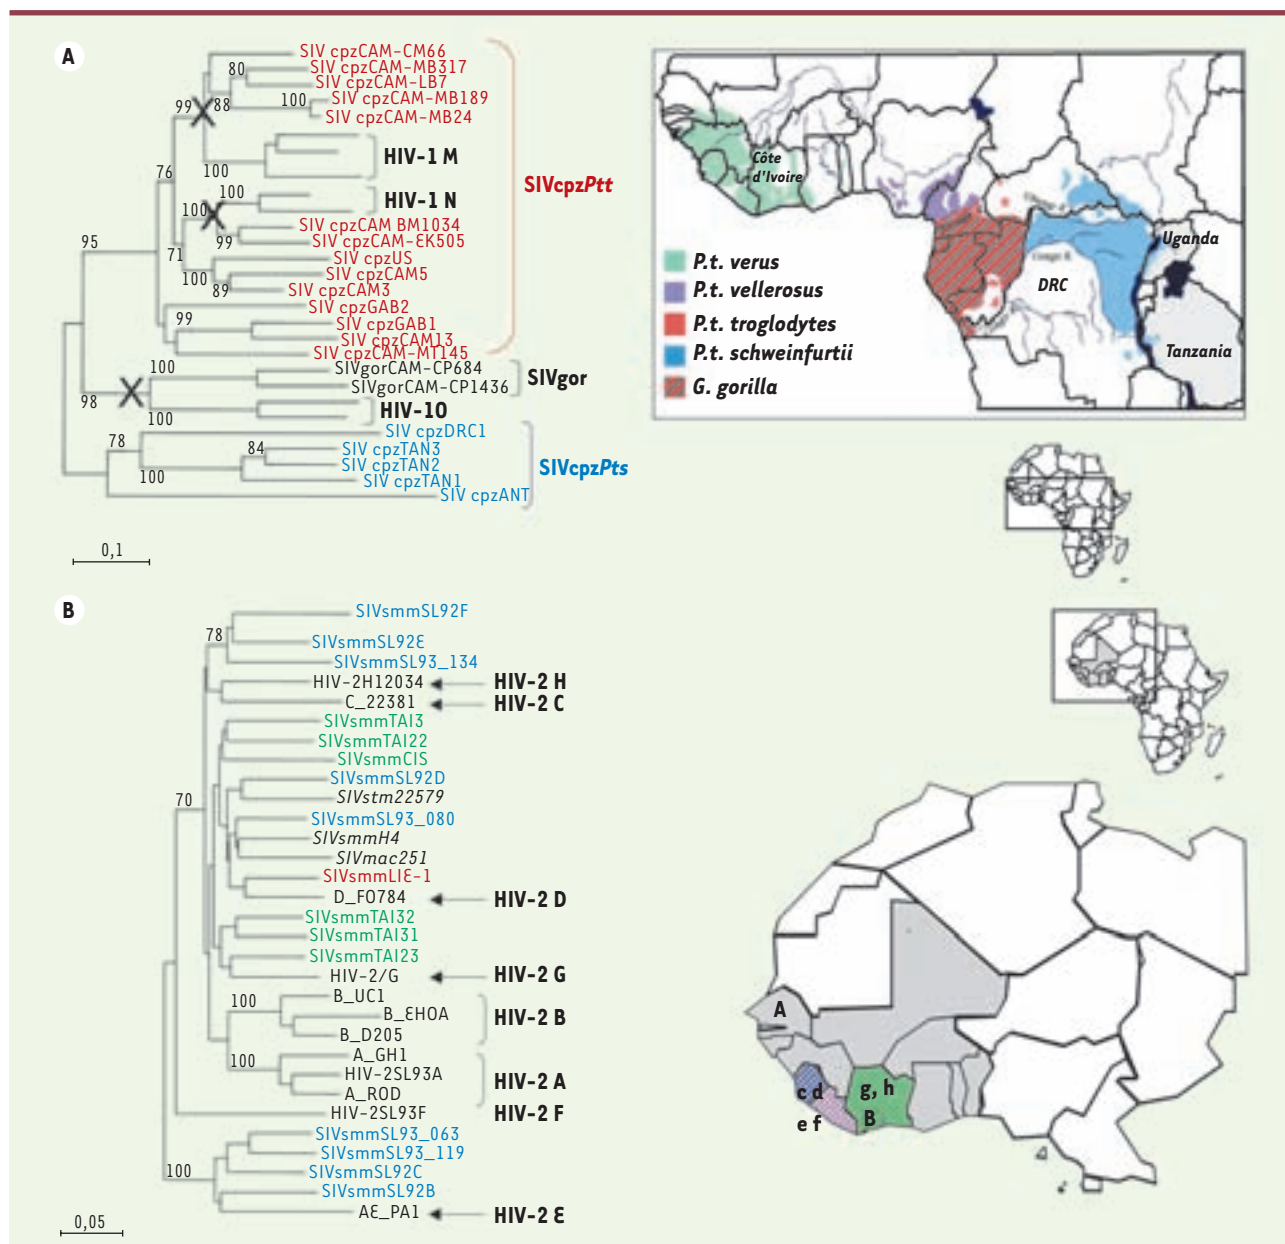 A
SIV cpzCAM-CM66
SIV cpzCAM-MB317
80
SIV cpzCAM-LB7
SIV cpzCAM-MB189
100
99
88
SIV cpzCAM-MB24
HIV-1 M
100
76
SIVcpzPtt
100
HIV-1 N
100
SIV cpzCAM BM1034
99
SIV cpzCAM-EK505
95
71
SIV cpzUS
SIV cpzCAM5
100
89
SIV cpzCAM3
SIV cpzGAB2
99
SIV cpzGAB1
SIV cpzCAM13
SIV cpzCAM-MT145
100
SIVgorCAM-CP684
SIVgor
SIVgorCAM-CP1436
98
HIV-1O
100
SIV cpzDRC1
78
84
SIV cpzTAN3
SIV cpzTAN2
SIVcpzPts
100
SIV cpzTAN1
SIV cpzANT
0,1
Côte
d'Ivoire
Uganda
DRC
Tanzania
P.t. verus
P.t. vellerosus
P.t. troglodytes
P.t. schweinfurtii
G. gorilla
B
SIVsmmSL92F
78
SIVsmmSL92E
SIVsmmSL93_134
HIV-2H12034
HIV-2 H
C_22381
HIV-2 C
SIVsmmTAI3
SIVsmmTAI22
SIVsmmCIS
SIVsmmSL92D
SIVstm22579
70
SIVsmmSL93_080
SIVsmmH4
SIVmac251
SIVsmmLIE-1
D_FO784
HIV-2 D
SIVsmmTAI32
SIVsmmTAI31
SIVsmmTAI23
HIV-2/G
HIV-2 G
100
B_UC1
B_EHOA
HIV-2 B
B_D205
100
A_GH1
HIV-2SL93A
HIV-2 A
A_ROD
HIV-2SL93F
HIV-2 F
SIVsmmSL93_063
SIVsmmSL93_119
100
SIVsmmSL92C
SIVsmmSL92B
AE_PA1
HIV-2 E
0,05
A
c d
g, h
e f
B